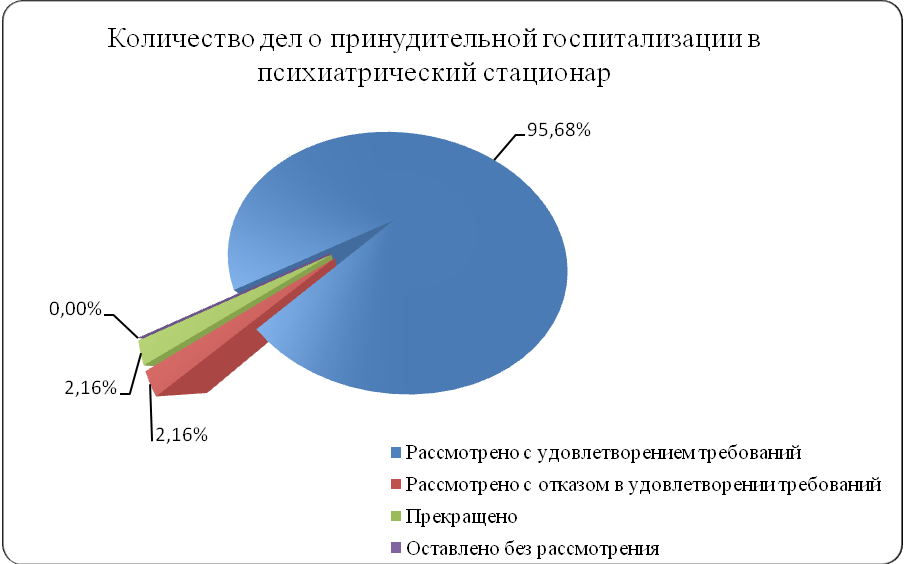 Количество дел о принудительной госпитализации в
психиатрический стационар
95,68%
0,00%
2,16%
2,16%
Рассмотрено с удовлетворением требований
Рассмотрено с отказом в удовлетворении требований
Прекращено
Оставлено без рассмотрения